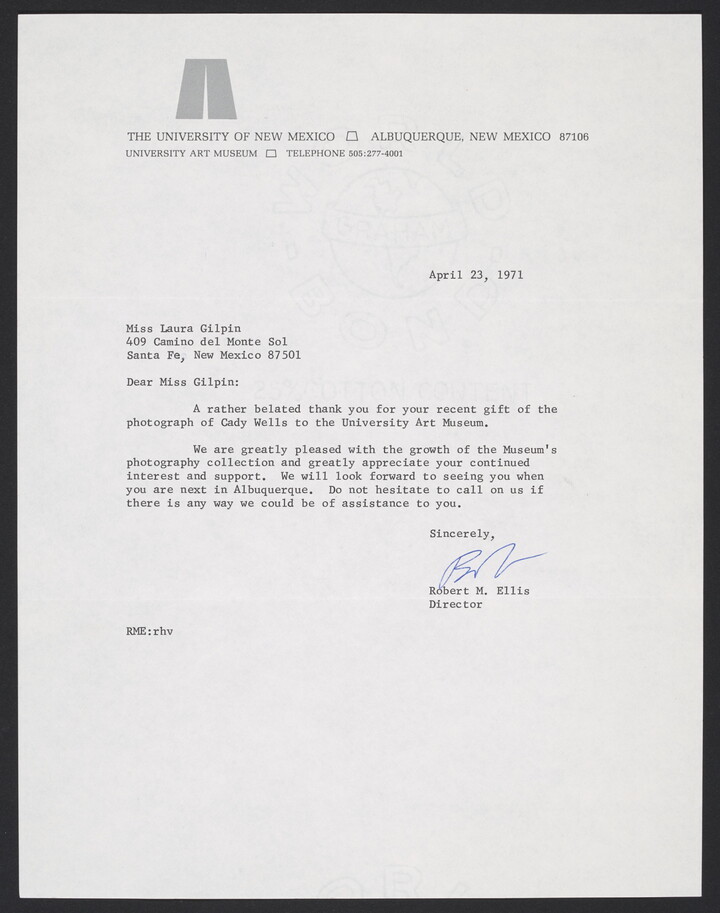 THE UNIVERSITY OF NEW MEXICO ALBUQUERQUE, NEW MEXICO 87106
UNIVERSITY ART MUSEUM TELEPHONE 505:277-4001
April 23, 1971
Miss Laura Gilpin
409 Camino del Monte Sol
Santa Fe, New Mexico 87501
Dear Miss Gilpin:
A rather belated thank you for your recent gift of the
photograph of Cady Wells to the University Art Museum.
We are greatly pleased with the growth of the Museum's
photography collection and greatly appreciate your continued
interest and support. We will look forward to seeing you when
you are next in Albuquerque. Do not hesitate to call on us if
there is any way we could be of assistance to you.
Sincerely,
Robert M. Ellis
Director
RME:rhv